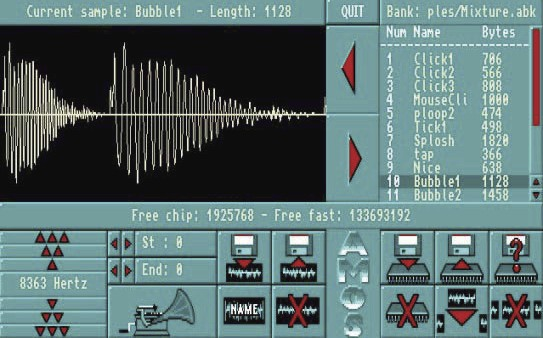 Current sample: Bubble1 - Length: 1128
QUIT
Bank: ples/Mixture.abk
Num Name Bytes
1 Click1 706
2 Click2 566
3 Click3 808
4 MouseCli 1000
5 ploop2 474
6 Tick1 498
7 Splosh 1820
8 tap 366
9 Nice 638
10 Bubble1 1128
11 Bubble2 1458
Free chip: 1925768 - Free fast: 133693192
St : 0
End: 0
8363 Hertz
NAME
AMOS
?